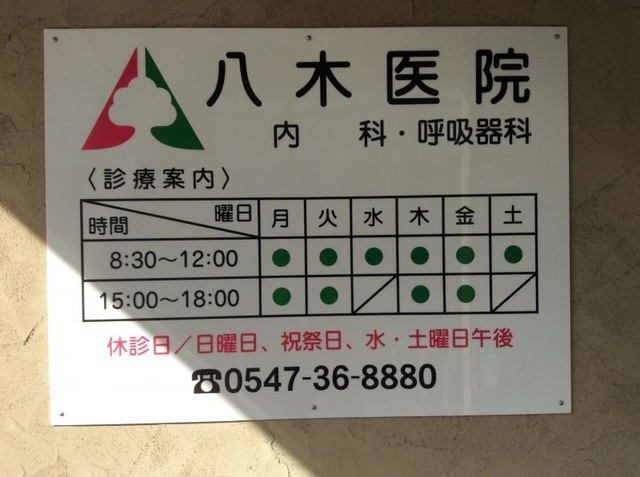 八木医院
内 科・呼吸器科
〈診療案内〉
時間 曜日 月 火 水 木 金 土
8:30～12:00 ● ● ● ● ● ●
15:00～18:00 ● ● ／ ● ● ／
休診日／日曜日、祝祭日、水・土曜日午後
☎0547-36-8880